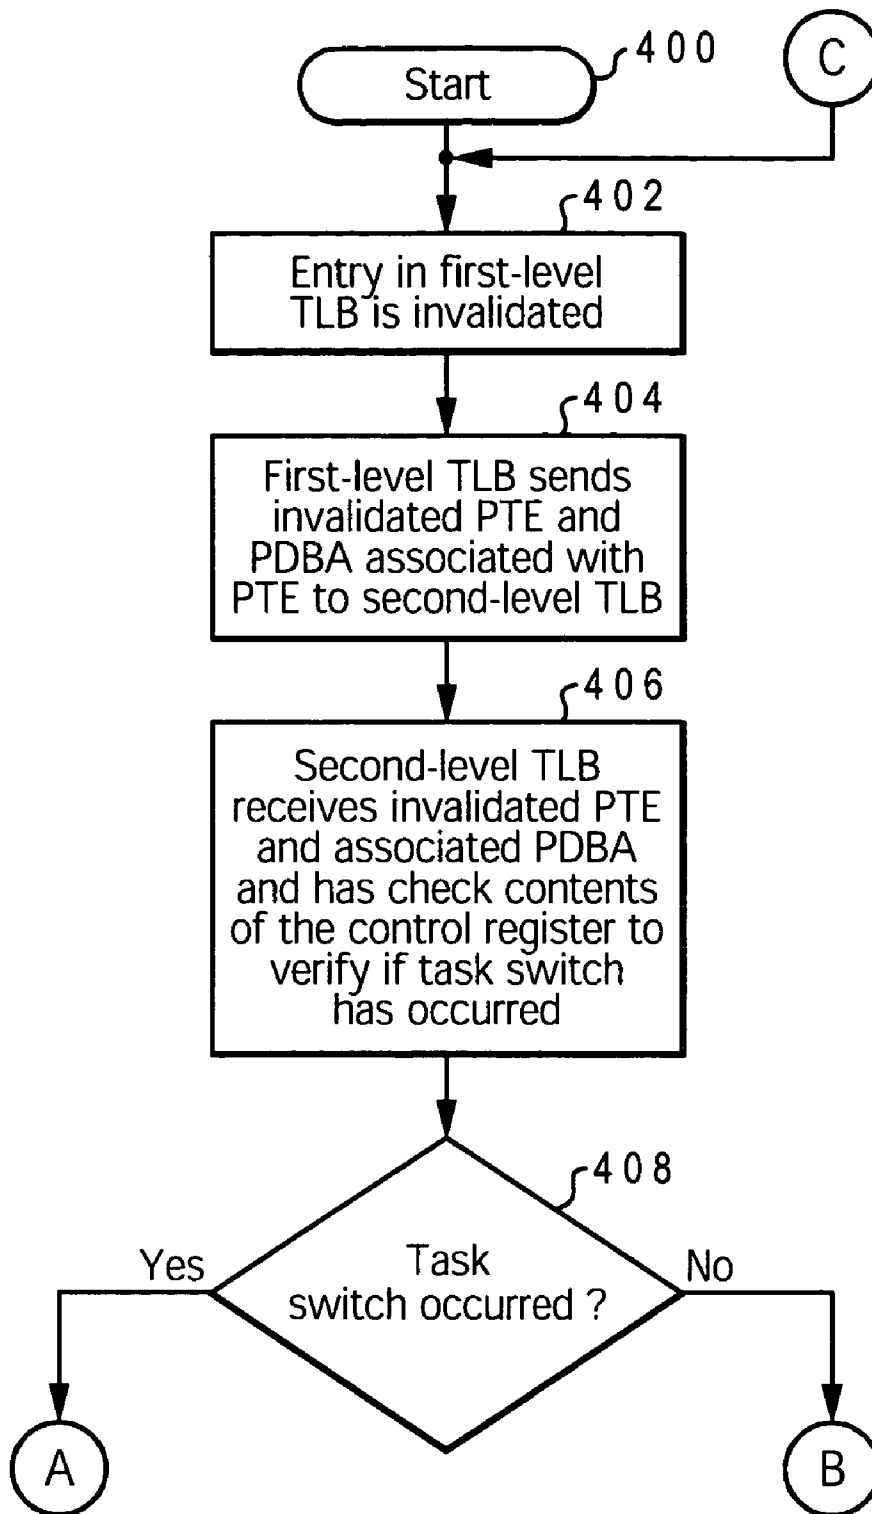 400
Start
C
402
Entry in first-level
TLB is invalidated
404
First-level TLB sends
invalidated PTE and
PDBA associated with
PTE to second-level TLB
406
Second-level TLB
receives invalidated PTE
and associated PDBA
and has check contents
of the control register to
verify if task switch
has occurred
408
Yes
Task
switch occurred ?
No
A
B